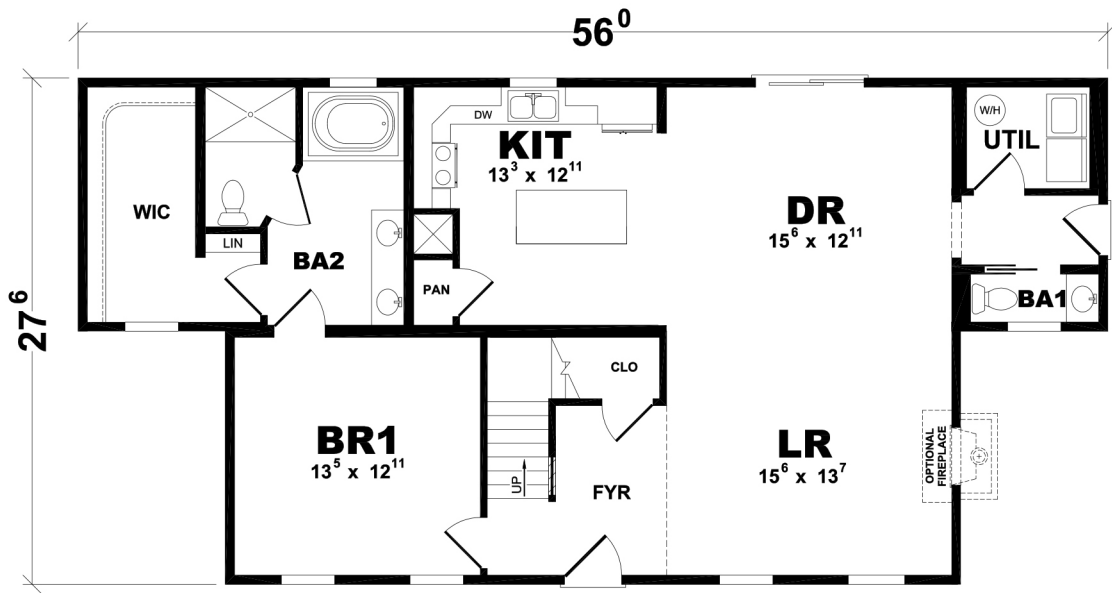 56⁰
27⁶
WIC
LIN
BA2
DW
KIT
13³ x 12¹¹
PAN
DR
15⁶ x 12¹¹
W/H
UTIL
BA1
BR1
13⁵ x 12¹¹
UP
CLO
FYR
LR
15⁶ x 13⁷
OPTIONAL
FIREPLACE